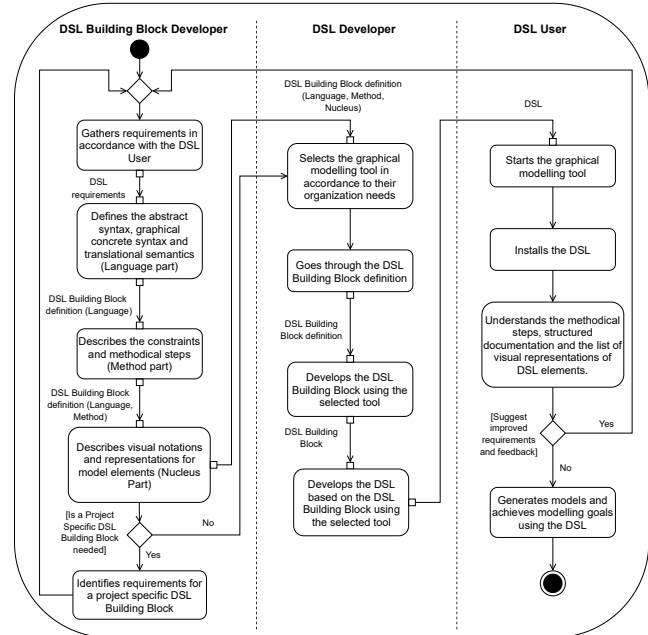 DSL Building Block Developer
DSL Developer
DSL User
Gathers requirements in
accordance with the DSL
User
DSL
requirements
Defines the abstract
syntax, graphical
concrete syntax and
translational semantics
(Language part)
DSL Building Block
definition (Language)
Describes the constraints
and methodical steps
(Method part)
DSL Building Block
definition (Language,
Method)
Describes visual notations
and representations for
model elements (Nucleus
Part)
[Is a Project
Specific DSL
Building Block
needed]
No
Yes
Identifies requirements for
a project specific DSL
Building Block
DSL Building Block definition
(Language, Method,
Nucleus)
Selects the graphical
modelling tool in
accordance to their
organization needs
Goes through the DSL
Building Block definition
DSL Building
Block definition
Develops the DSL
Building Block using the
selected tool
DSL Building
Block
Develops the DSL
based on the DSL
Building Block using
the selected tool
DSL
Starts the graphical
modelling tool
Installs the DSL
Understands the methodical
steps, structured
documentation and the list of
visual representations of
DSL elements.
[Suggest
improved
requirements
and feedback]
Yes
No
Generates models and
achieves modelling goals
using the DSL